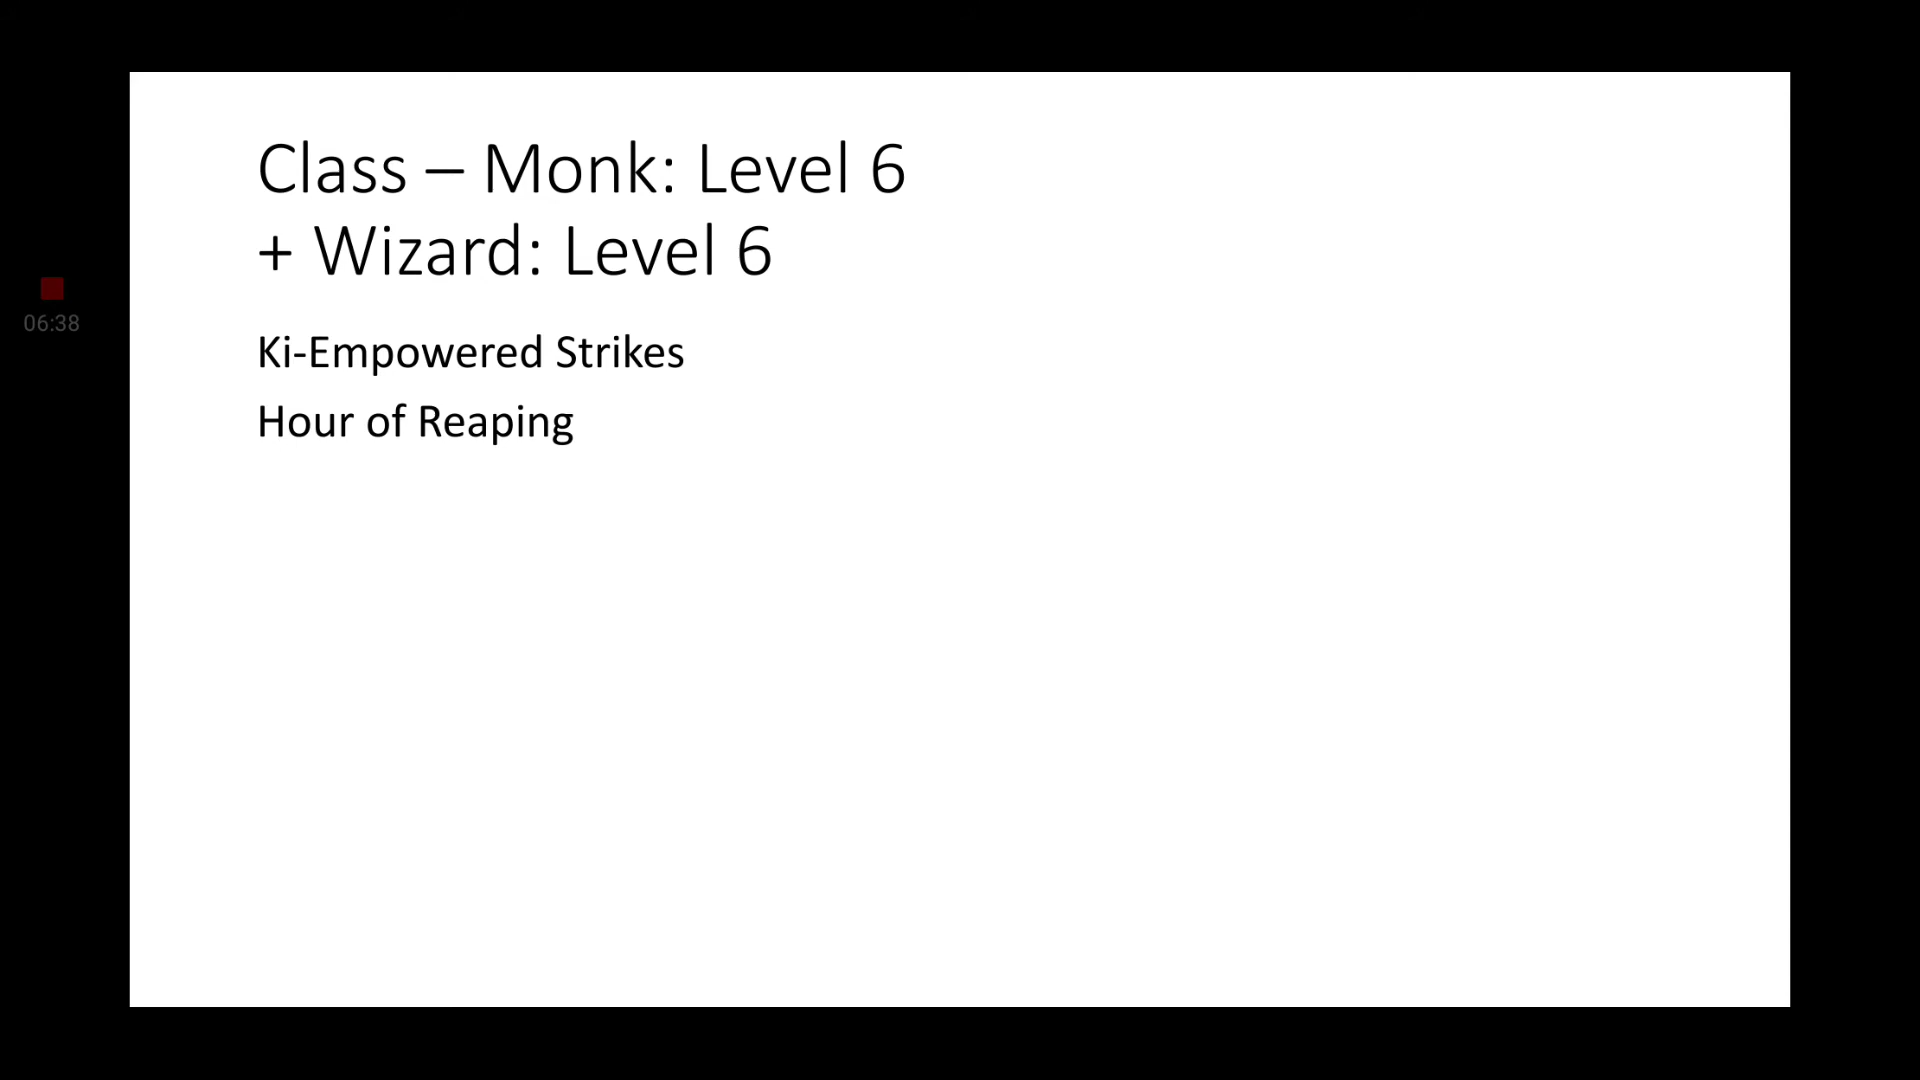 Class – Monk: Level 6
+ Wizard: Level 6
06:38
Ki-Empowered Strikes
Hour of Reaping